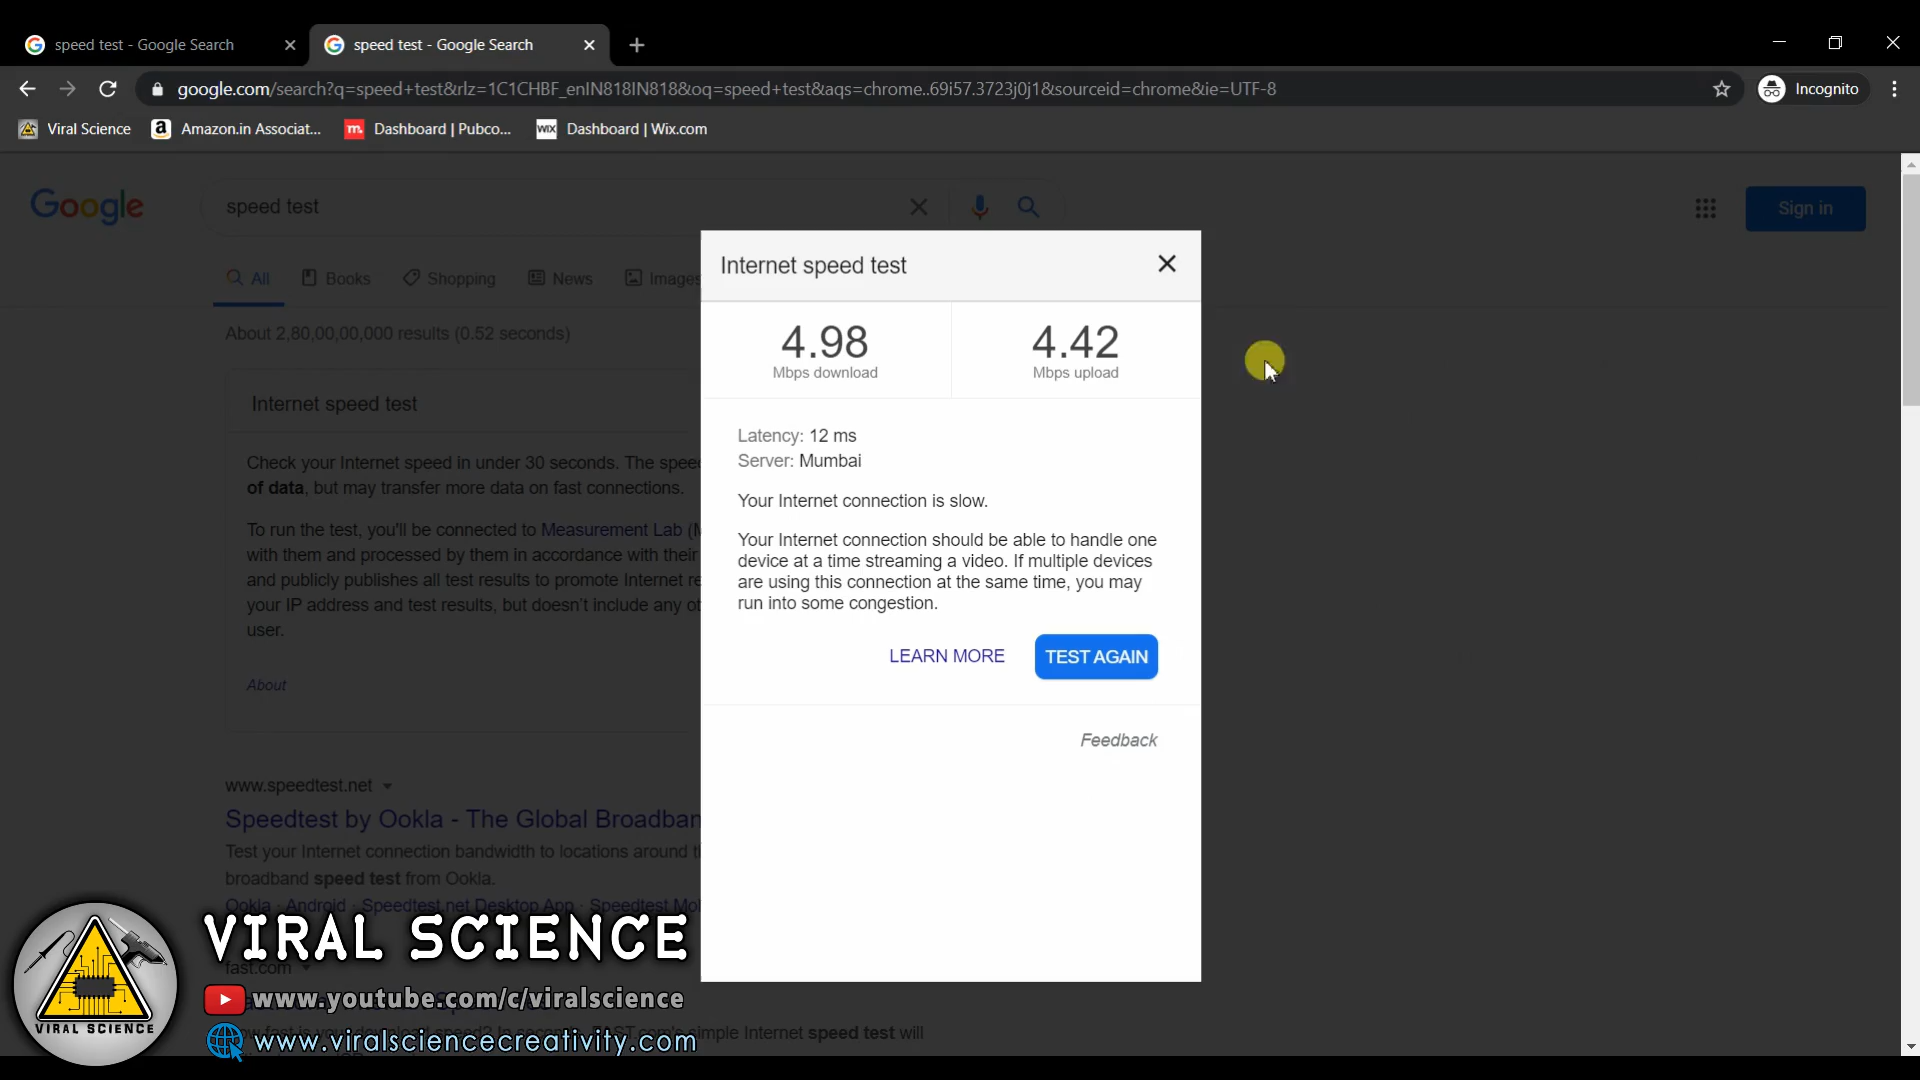 speed test - Google Search
speed test - Google Search
google.com/search?q=speed+test&rlz=1C1CHBF_enIN818IN818&oq=speed+test&aqs=chrome..69i57.3723j0j1&sourceid=chrome&ie=UTF-8
Incognito
Viral Science
Amazon.in Associat...
Dashboard | Pubco...
Dashboard | Wix.com
Google
speed test
Sign in
All
Books
Shopping
News
Images
About 2,80,00,00,000 results (0.52 seconds)
Internet speed test
Check your Internet speed in under 30 seconds. The speed
of data, but may transfer more data on fast connections.
To run the test, you'll be connected to Measurement Lab (M
with them and processed by them in accordance with their
and publicly publishes all test results to promote Internet re
your IP address and test results, but doesn't include any ot
user.
About
www.speedtest.net
Speedtest by Ookla - The Global Broadban
Test your Internet connection bandwidth to locations around t
broadband speed test from Ookla.
Ookla · Android · Speedtest.net Desktop App · Speedtest Mo
fast.com
simple Internet speed test will
Internet speed test
4.98
Mbps download
4.42
Mbps upload
Latency: 12 ms
Server: Mumbai
Your Internet connection is slow.
Your Internet connection should be able to handle one
device at a time streaming a video. If multiple devices
are using this connection at the same time, you may
run into some congestion.
LEARN MORE
TEST AGAIN
Feedback
VIRAL SCIENCE
VIRAL SCIENCE
www.youtube.com/c/viralscience
www.viralsciencecreativity.com